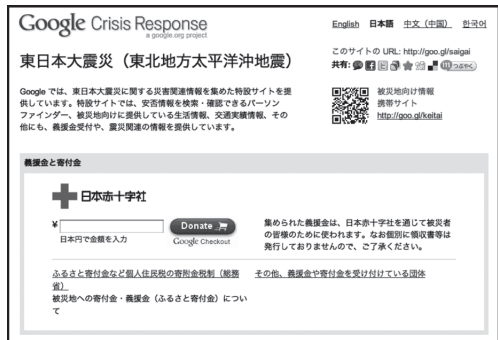 Google Crisis Response
a google.org project
English 日本語 中文（中国） 한국어
東日本大震災（東北地方太平洋沖地震）
このサイトの URL: http://goo.gl/saigai
共有: つぶやく
Google では、東日本大震災に関する災害関連情報を集めた特設サイトを提
供しています。特設サイトでは、安否情報を検索・確認できるパーソン
ファインダー、被災地向けに提供している生活情報、交通実績情報、その
他にも、義援金受付や、震災関連の情報を提供しています。
被災地向け情報
携帯サイト
http://goo.gl/keitai
義援金と寄付金
日本赤十字社
¥
Donate
日本円で金額を入力
Google Checkout
集められた義援金は、日本赤十字社を通じて被災者
の皆様のために使われます。なお個別に領収書等は
発行しておりませんので、ご了承ください。
ふるさと寄付金など個人住民税の寄附金税制（総務
省）
被災地への寄付金・義援金（ふるさと寄付金）につい
て
その他、義援金や寄付金を受け付けている団体